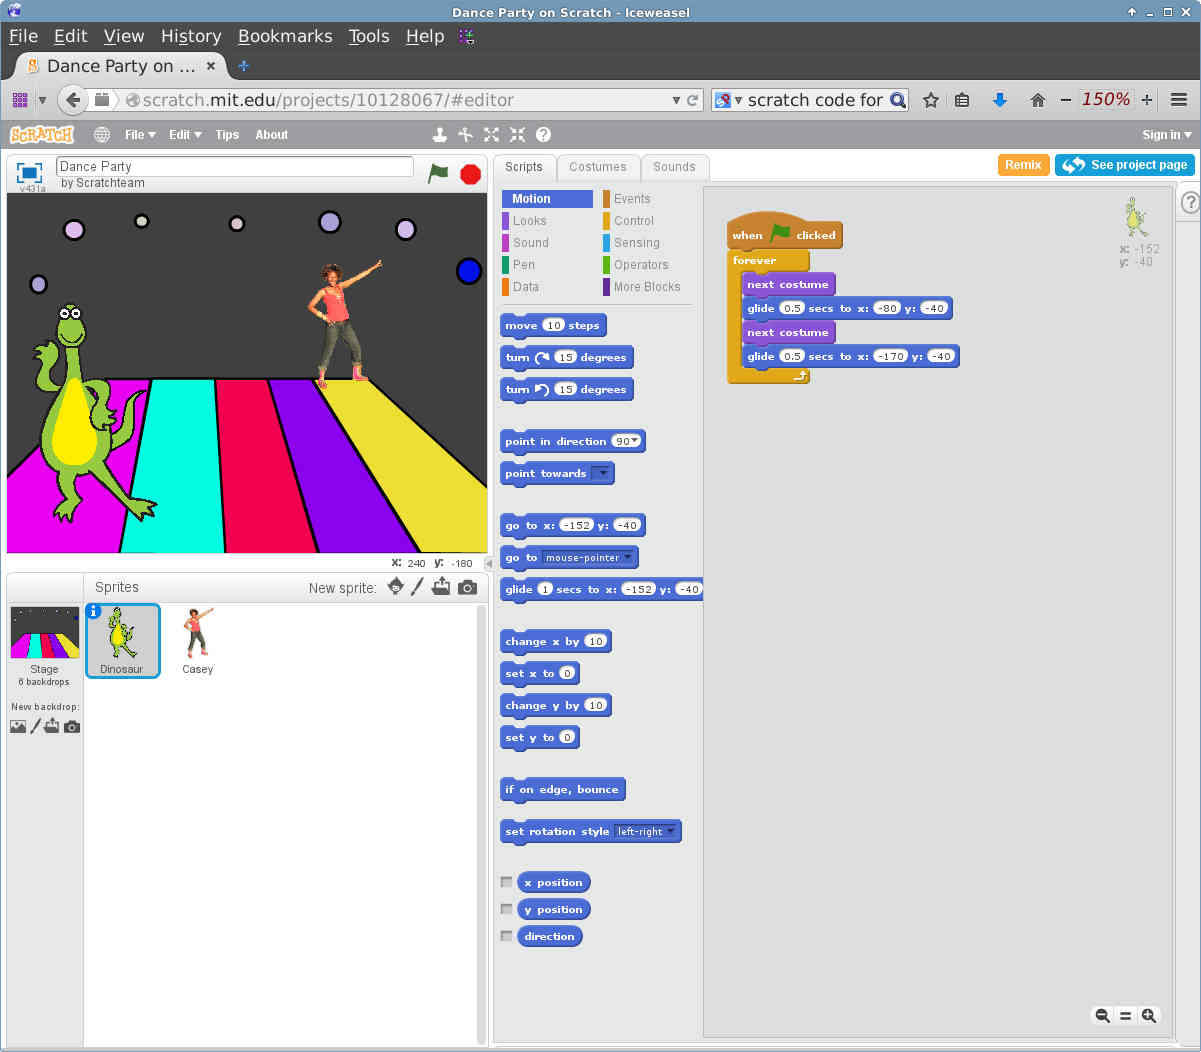 Dance Party on Scratch - Iceweasel
File Edit View History Bookmarks Tools Help
Dance Party on ...
scratch.mit.edu/projects/10128067/#editor
scratch code for
150%
SCRATCH File Edit Tips About Sign in
v431a
Dance Party
by Scratchteam
Scripts Costumes Sounds
Remix See project page
Motion Events
Looks Control
Sound Sensing
Pen Operators
Data More Blocks
move 10 steps
turn 15 degrees
turn 15 degrees
point in direction 90
point towards
go to x: -152 y: -40
go to mouse-pointer
glide 1 secs to x: -152 y: -40
change x by 10
set x to 0
change y by 10
set y to 0
if on edge, bounce
set rotation style left-right
x position
y position
direction
when clicked
forever
next costume
glide 0.5 secs to x: -80 y: -40
next costume
glide 0.5 secs to x: -170 y: -40
x: -152
y: -40
?
x: 240 y: -180
Sprites New sprite:
Stage
6 backdrops
New backdrop:
Dinosaur
Casey